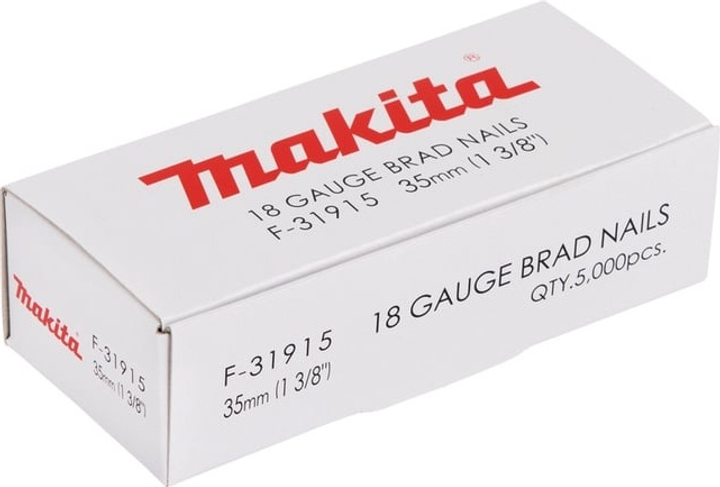 makita®
18 GAUGE BRAD NAILS
F-31915 35mm (1 3/8")
makita
F-31915
35mm (1 3/8")
F-31915
35mm (1 3/8")
18 GAUGE BRAD NAILS
QTY.5,000pcs.